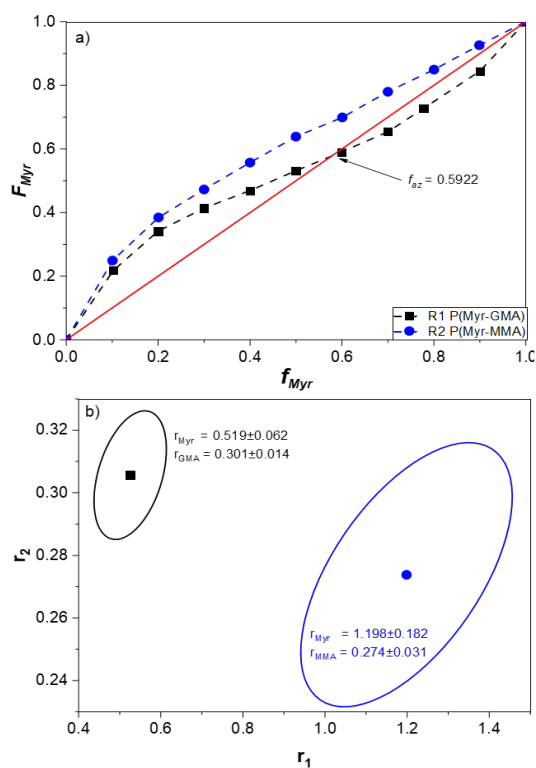 a)
1.0
0.8
0.6
0.4
0.2
0.0
F_Myr
f_az = 0.5922
R1 P(Myr-GMA)
R2 P(Myr-MMA)
0.0 0.2 0.4 0.6 0.8 1.0
f_Myr
b)
0.32
0.30
0.28
0.26
0.24
r_2
r_Myr = 0.519±0.062
r_GMA = 0.301±0.014
r_Myr = 1.198±0.182
r_MMA = 0.274±0.031
0.4 0.6 0.8 1.0 1.2 1.4
r_1